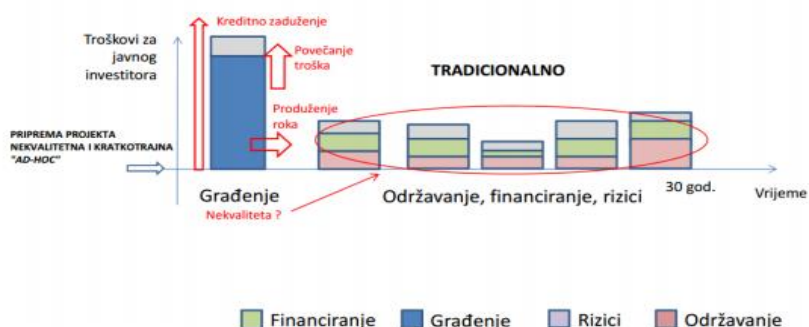 Kreditno zaduženje
Troškovi za
javnog
investitora
Povečanje
troška
TRADICIONALNO
Produženje
roka
PRIPREMA PROJEKTA
NEKVALITETNA I KRATKOTRAJNA
"AD-HOC"
Građenje
Održavanje, financiranje, rizici
30 god.
Vrijeme
Nekvaliteta ?
Financiranje
Građenje
Rizici
Održavanje